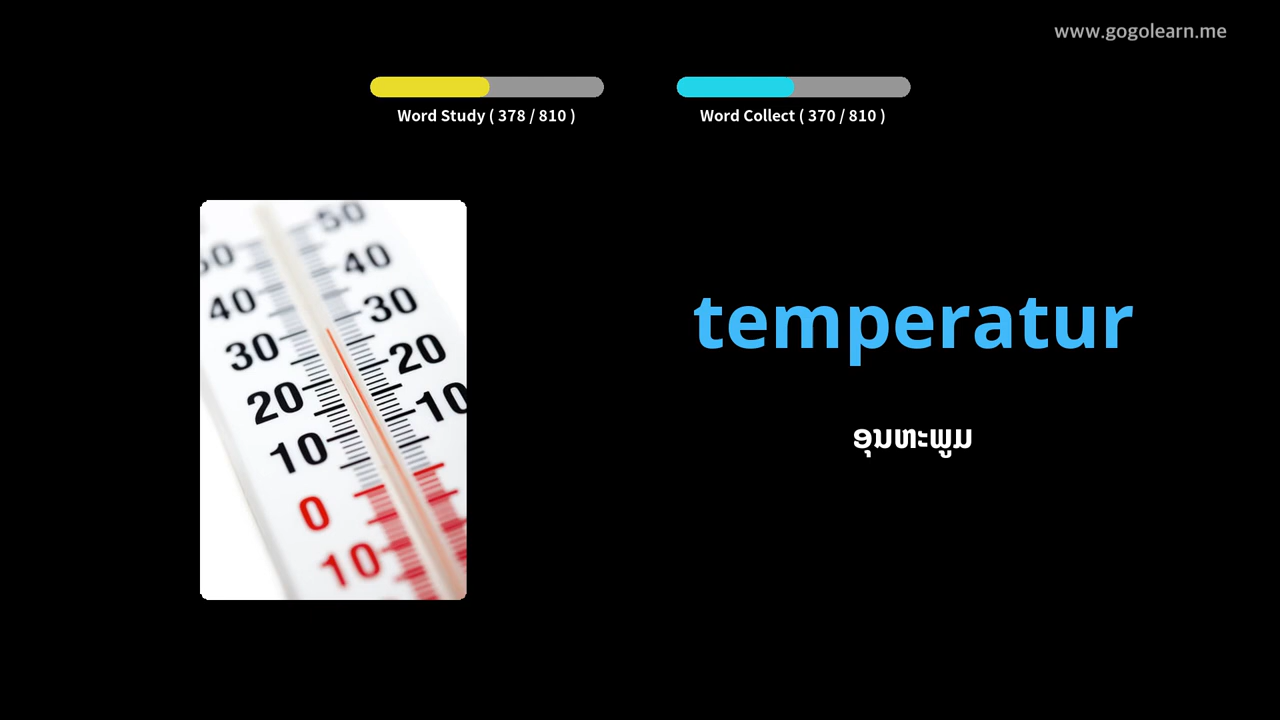 www.gogolearn.me
Word Study ( 378 / 810 )
Word Collect ( 370 / 810 )
50
50
40
40
30
30
20
20
10
10
0
10
temperatur
ອຸນຫະພູມ